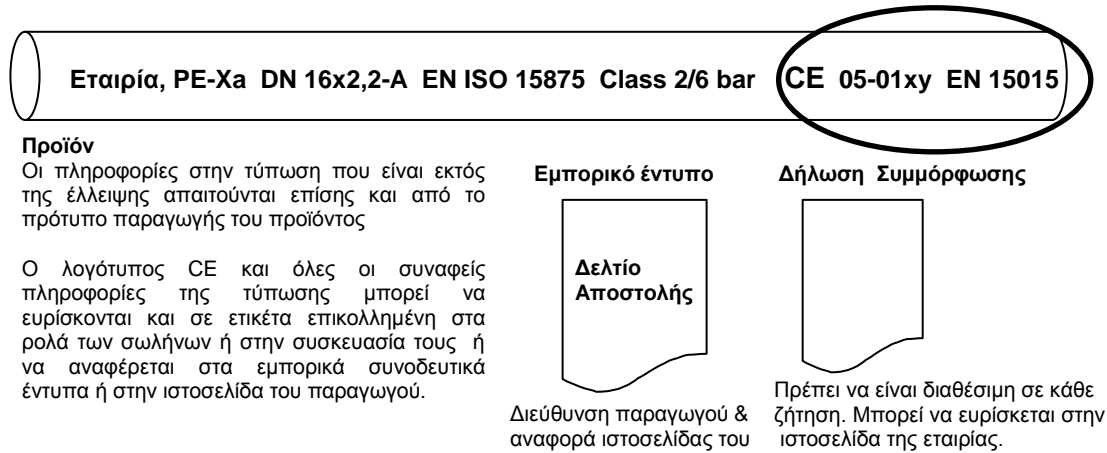 Εταιρία, PE-Xa DN 16x2,2-A EN ISO 15875 Class 2/6 bar CE 05-01xy EN 15015
Προϊόν
Οι πληροφορίες στην τύπωση που είναι εκτός
της έλλειψης απαιτούνται επίσης και από το
πρότυπο παραγωγής του προϊόντος
Ο λογότυπος CE και όλες οι συναφείς
πληροφορίες της τύπωσης μπορεί να
ευρίσκονται και σε ετικέτα επικολλημένη στα
ρολά των σωλήνων ή στην συσκευασία τους ή
να αναφέρεται στα εμπορικά συνοδευτικά
έντυπα ή στην ιστοσελίδα του παραγωγού.
Εμπορικό έντυπο
Δελτίο
Αποστολής
Διεύθυνση παραγωγού &
αναφορά ιστοσελίδας του
Δήλωση Συμμόρφωσης
Πρέπει να είναι διαθέσιμη σε κάθε
ζήτηση. Μπορεί να ευρίσκεται στην
ιστοσελίδα της εταιρίας.